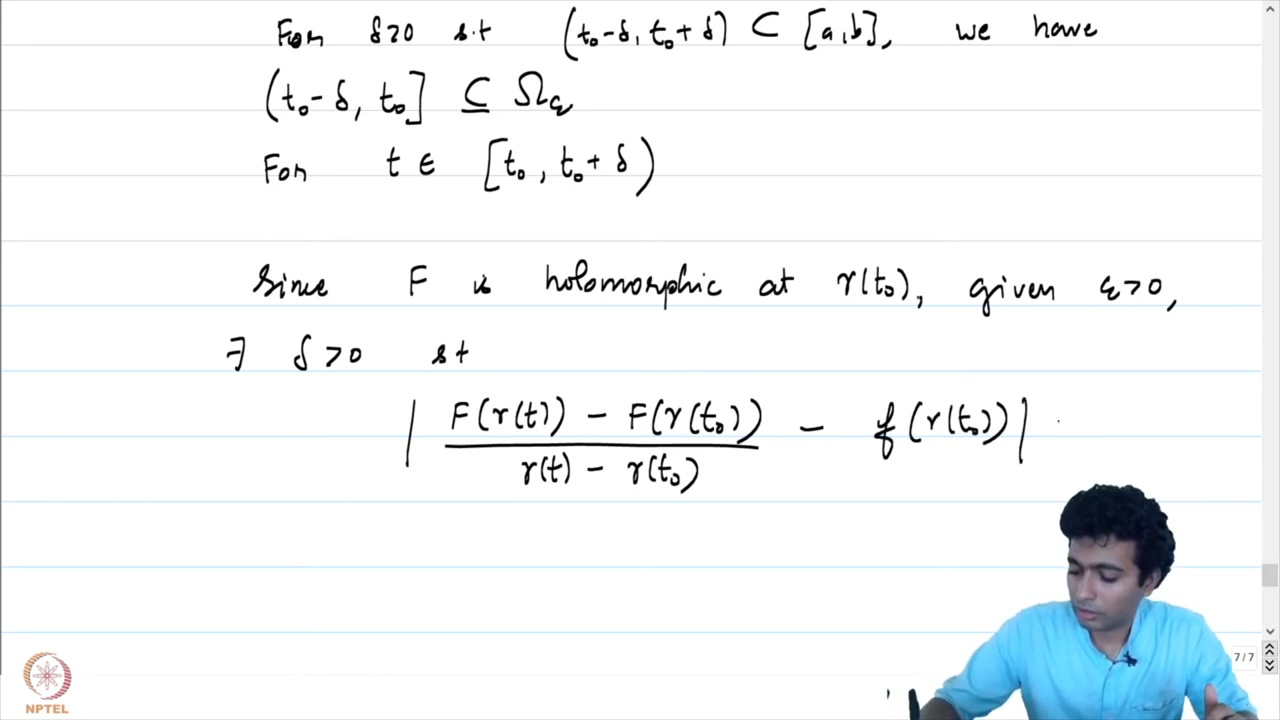 For δ>0 s.t (t₀-δ, t₀+δ) ⊂ [a,b], we have
(t₀-δ, t₀] ⊆ Ω_ε
For t ∈ [t₀, t₀+δ)
Since F is holomorphic at γ(t₀), given ε>0,
∃ δ>0 st
| F(γ(t)) - F(γ(t₀)) / γ(t) - γ(t₀) - f(γ(t₀)) |
7/7
NPTEL